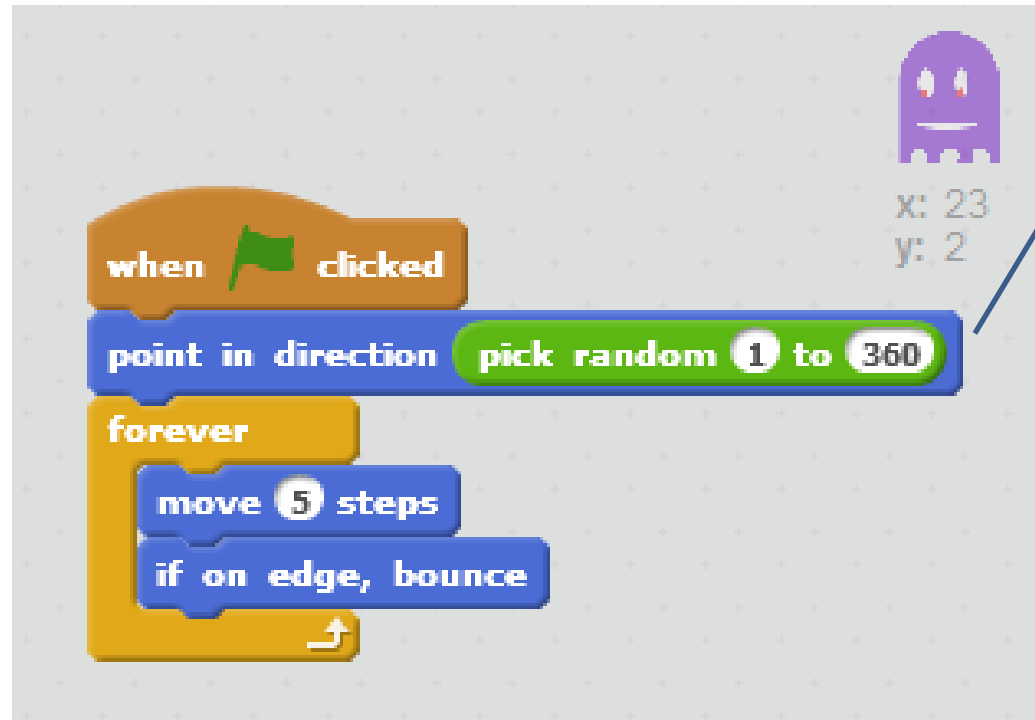 x: 23
y: 2
when clicked
point in direction pick random 1 to 360
forever
move 5 steps
if on edge, bounce